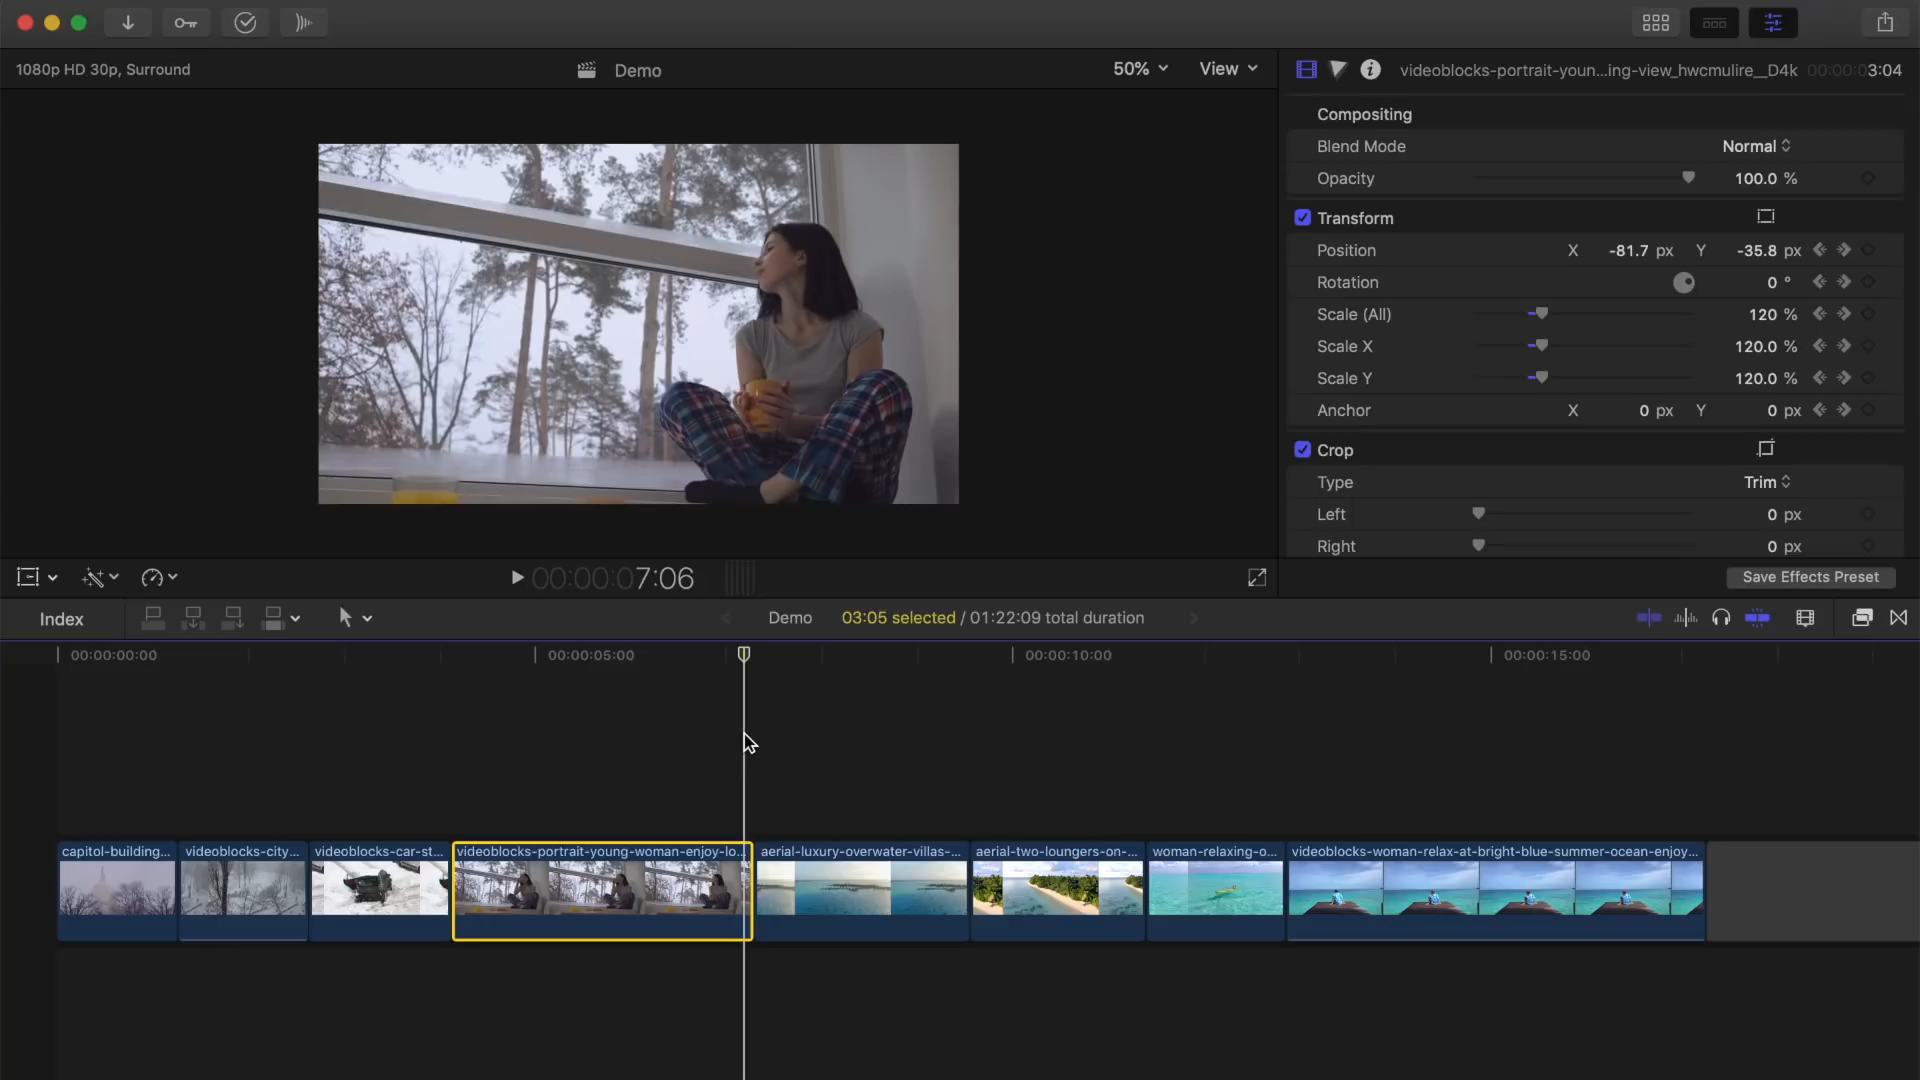 1080p HD 30p, Surround
Demo
50%
View
videoblocks-portrait-youn...ing-view_hwcmulire__D4k
00:00:03:04
Compositing
Blend Mode
Normal
Opacity
100.0 %
Transform
Position
X -81.7 px Y -35.8 px
Rotation
0 °
Scale (All)
120 %
Scale X
120.0 %
Scale Y
120.0 %
Anchor
X 0 px Y 0 px
Crop
Type
Trim
Left
0 px
Right
0 px
00:00:07:06
Save Effects Preset
Index
Demo
03:05 selected / 01:22:09 total duration
00:00:00:00
00:00:05:00
00:00:10:00
00:00:15:00
capitol-building...
videoblocks-city...
videoblocks-car-st...
videoblocks-portrait-young-woman-enjoy-lo...
aerial-luxury-overwater-villas-...
aerial-two-loungers-on-...
woman-relaxing-o...
videoblocks-woman-relax-at-bright-blue-summer-ocean-enjoy...